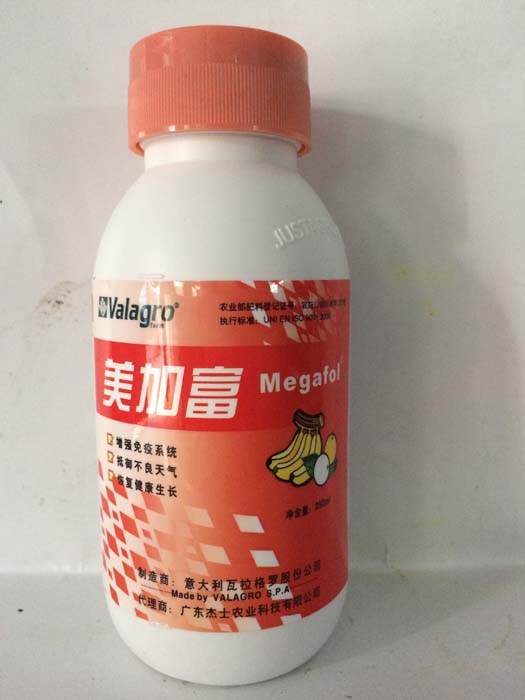 Valagro®
Farm
农业部肥料登记证号:
执行标准: UNI EN ISO 9001:2008
美加富
Megafol®
增强免疫系统
抵御不良天气
恢复健康生长
净含量: 250ml
制造商: 意大利瓦拉格罗股份公司
Made by VALAGRO S.P.A
代理商: 广东杰士农业科技有限公司